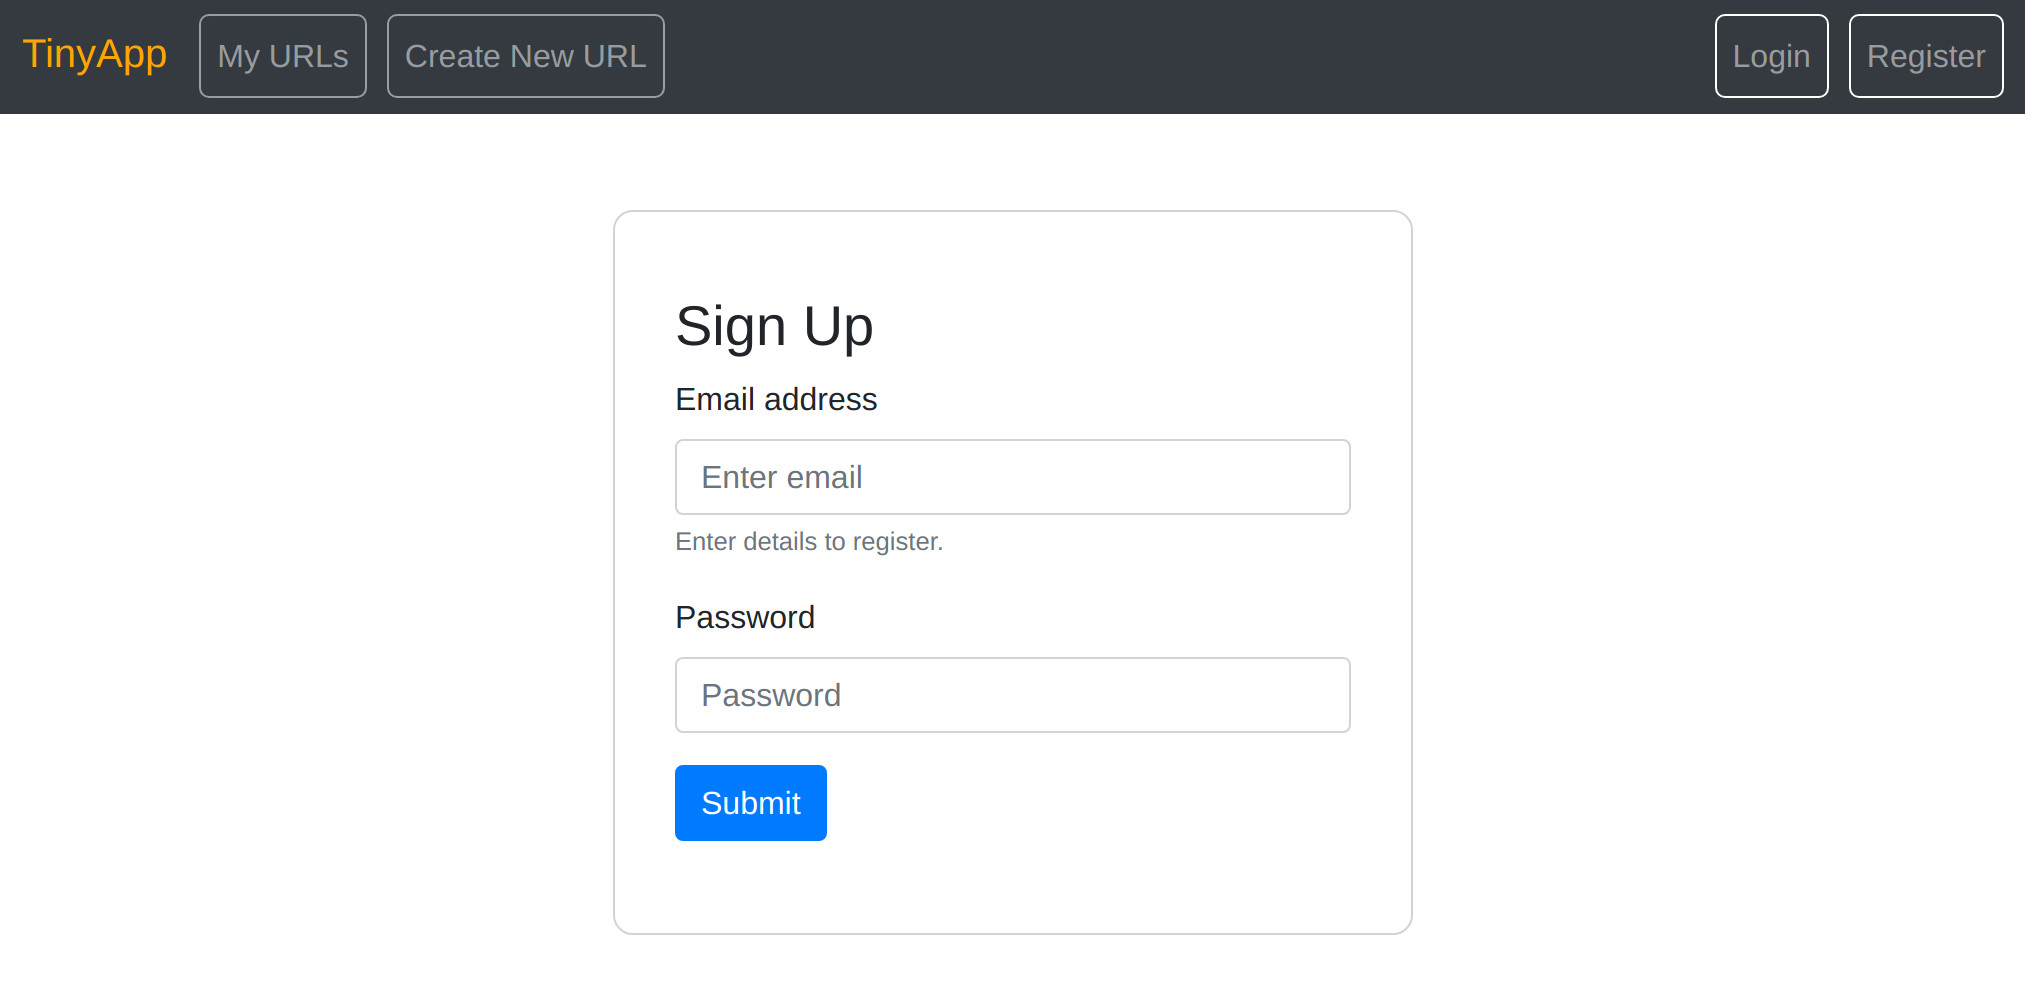 TinyApp My URLs Create New URL Login Register
Sign Up
Email address
Enter email
Enter details to register.
Password
Password
Submit